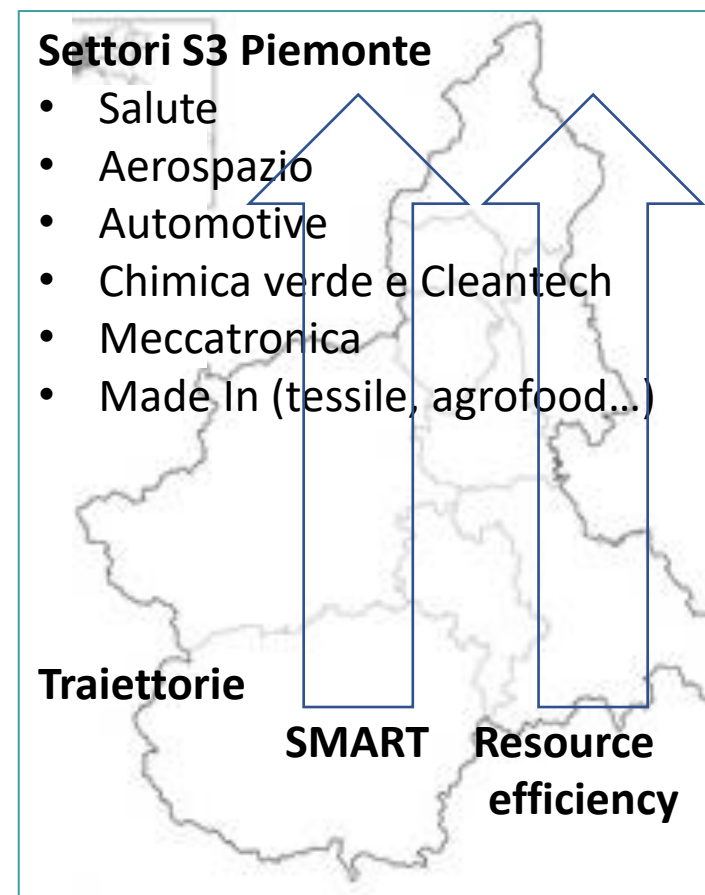 Settori S3 Piemonte
• Salute
• Aerospazio
• Automotive
• Chimica verde e Cleantech
• Meccatronica
• Made In (tessile, agrofood…)
Traiettorie
SMART Resource
efficiency